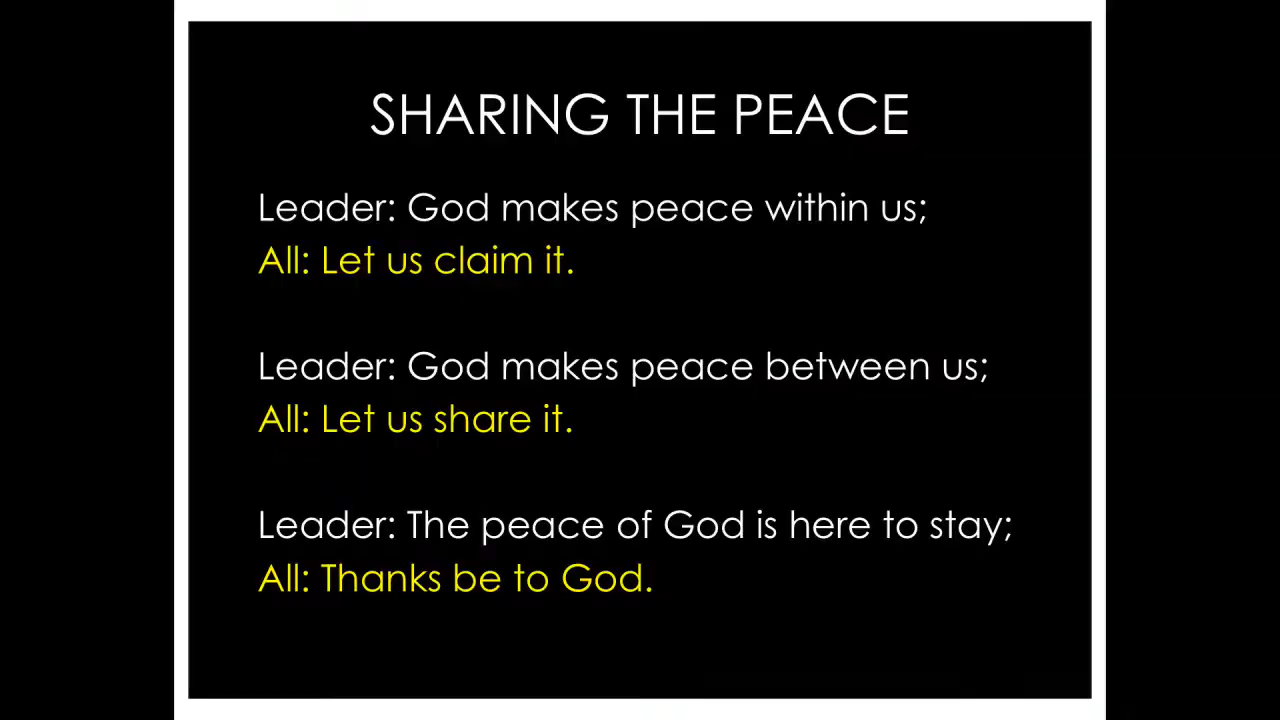 SHARING THE PEACE
Leader: God makes peace within us;
All: Let us claim it.
Leader: God makes peace between us;
All: Let us share it.
Leader: The peace of God is here to stay;
All: Thanks be to God.